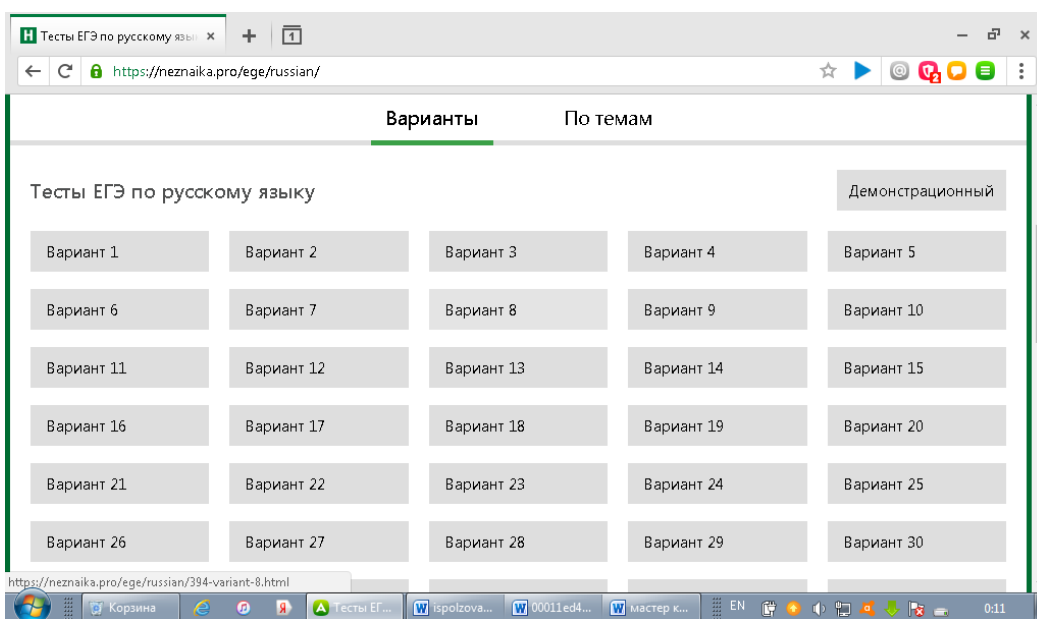 Н Тесты ЕГЭ по русскому язы
1
https://neznaika.pro/ege/russian/
2
Варианты По темам
Тесты ЕГЭ по русскому языку Демонстрационный
Вариант 1 Вариант 2 Вариант 3 Вариант 4 Вариант 5
Вариант 6 Вариант 7 Вариант 8 Вариант 9 Вариант 10
Вариант 11 Вариант 12 Вариант 13 Вариант 14 Вариант 15
Вариант 16 Вариант 17 Вариант 18 Вариант 19 Вариант 20
Вариант 21 Вариант 22 Вариант 23 Вариант 24 Вариант 25
Вариант 26 Вариант 27 Вариант 28 Вариант 29 Вариант 30
https://neznaika.pro/ege/russian/394-variant-8.html
Корзина Я Тесты ЕГ... W ispolzova... W 00011ed4... W мастер к... EN 0:11